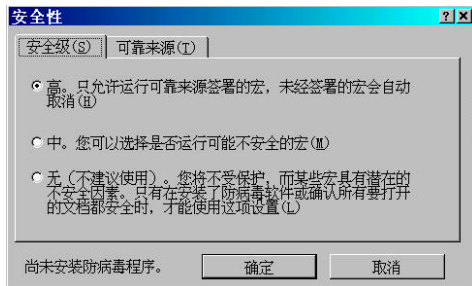 安全性
安全级(S)
可靠来源(T)
高。只允许运行可靠来源签署的宏，未经签署的宏会自动
取消(H)
中。您可以选择是否运行可能不安全的宏(M)
无（不建议使用）。您将不受保护，而某些宏具有潜在的
不安全因素。只有在安装了防病毒软件或确认所有要打开
的文档都安全时，才能使用这项设置(L)
尚未安装防病毒程序。
确定
取消